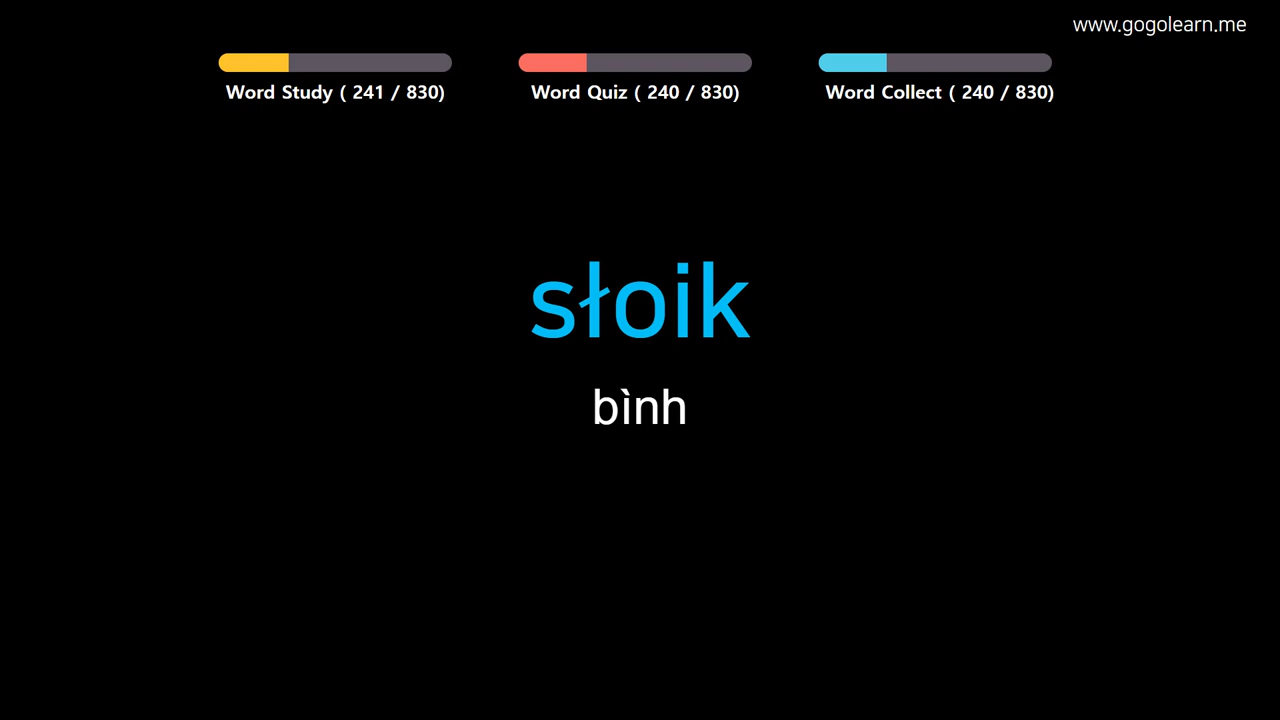 www.gogolearn.me
Word Study ( 241 / 830)
Word Quiz ( 240 / 830)
Word Collect ( 240 / 830)
słoik
bình